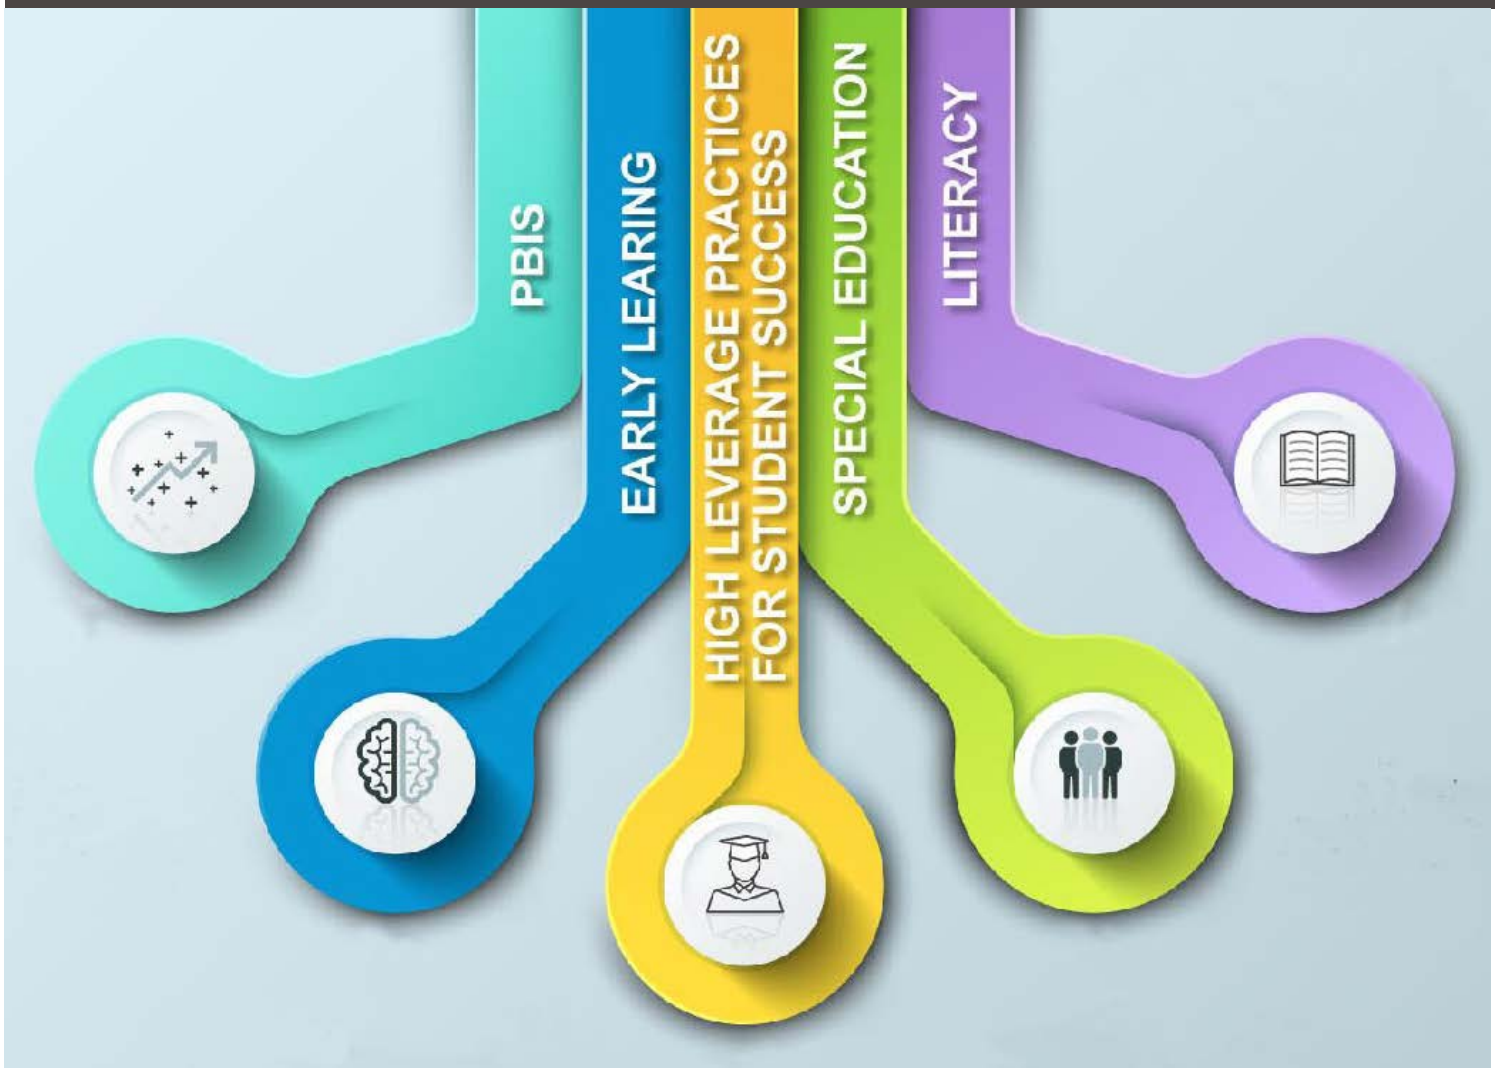 PBIS
EARLY LEARING
HIGH LEVERAGE PRACTICES
FOR STUDENT SUCCESS
SPECIAL EDUCATION
LITERACY